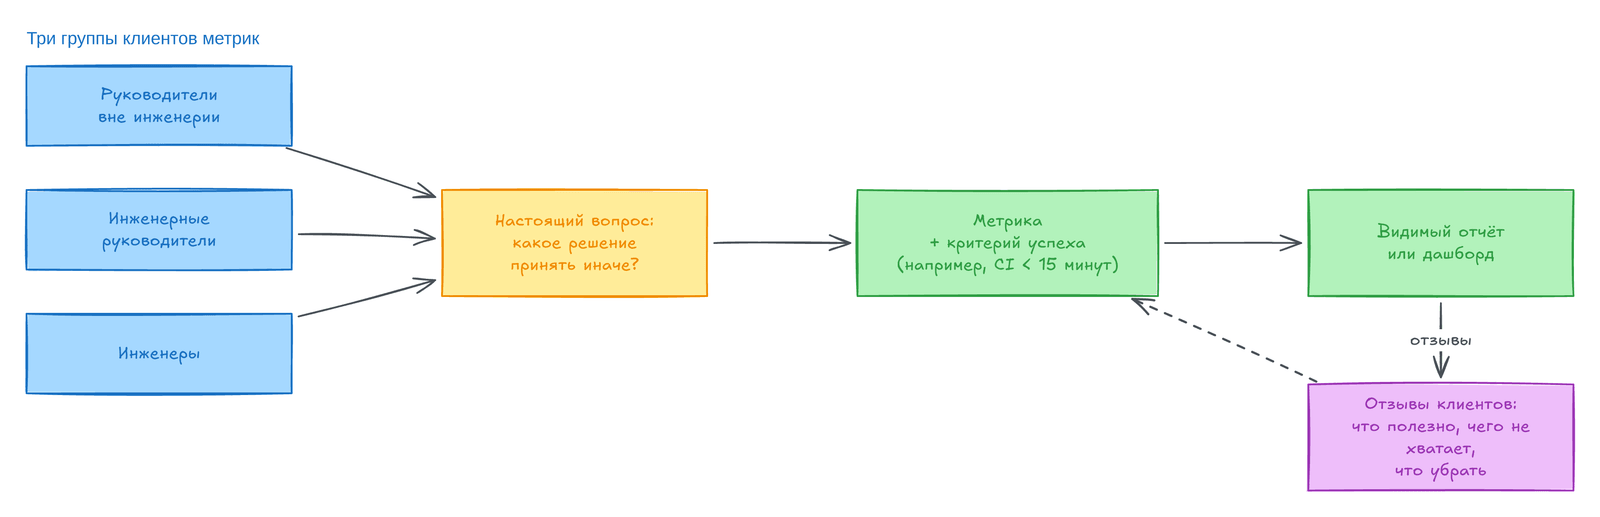 Три группы клиентов метрик
Руководители
вне инженерии
Инженерные
руководители
Инженеры
Настоящий вопрос:
какое решение
принять иначе?
Метрика
+ критерий успеха
(например, CI < 15 минут)
Видимый отчёт
или дашборд
отзывы
Отзывы клиентов:
что полезно, чего не
хватает,
что убрать